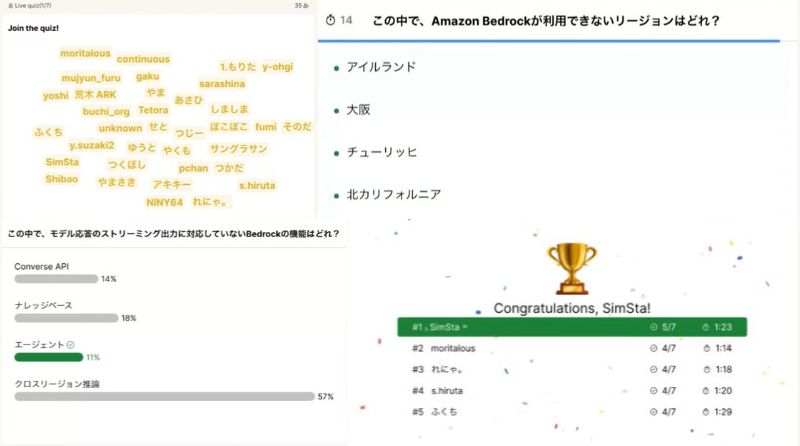 Live quiz(1/7)
35
Join the quiz!
moritalous
continuous
1.もりた
y-ohgi
mujyun_furu
gaku
sarashina
yoshi
荒木 ARK
やま
あさひ
buchi_org
Tetora
しましま
ふくち
unknown
せと
つじー
ぽこぽこ
fumi
そのだ
y.suzaki2
ゆうと
やくも
サングラサン
SimSta
つくぼし
pchan
つかだ
Shibao
やまさき
アキキー
s.hiruta
NINY64
れにゃ。
14
この中で、Amazon Bedrockが利用できないリージョンはどれ？
アイルランド
大阪
チューリッヒ
北カリフォルニア
この中で、モデル応答のストリーミング出力に対応していないBedrockの機能はどれ？
Converse API
14%
ナレッジベース
18%
エージェント
11%
クロスリージョン推論
57%
Congratulations, SimSta!
#1 SimSta 5/7 1:23
#2 moritalous 4/7 1:14
#3 れにゃ。 4/7 1:18
#4 s.hiruta 4/7 1:20
#5 ふくち 4/7 1:29